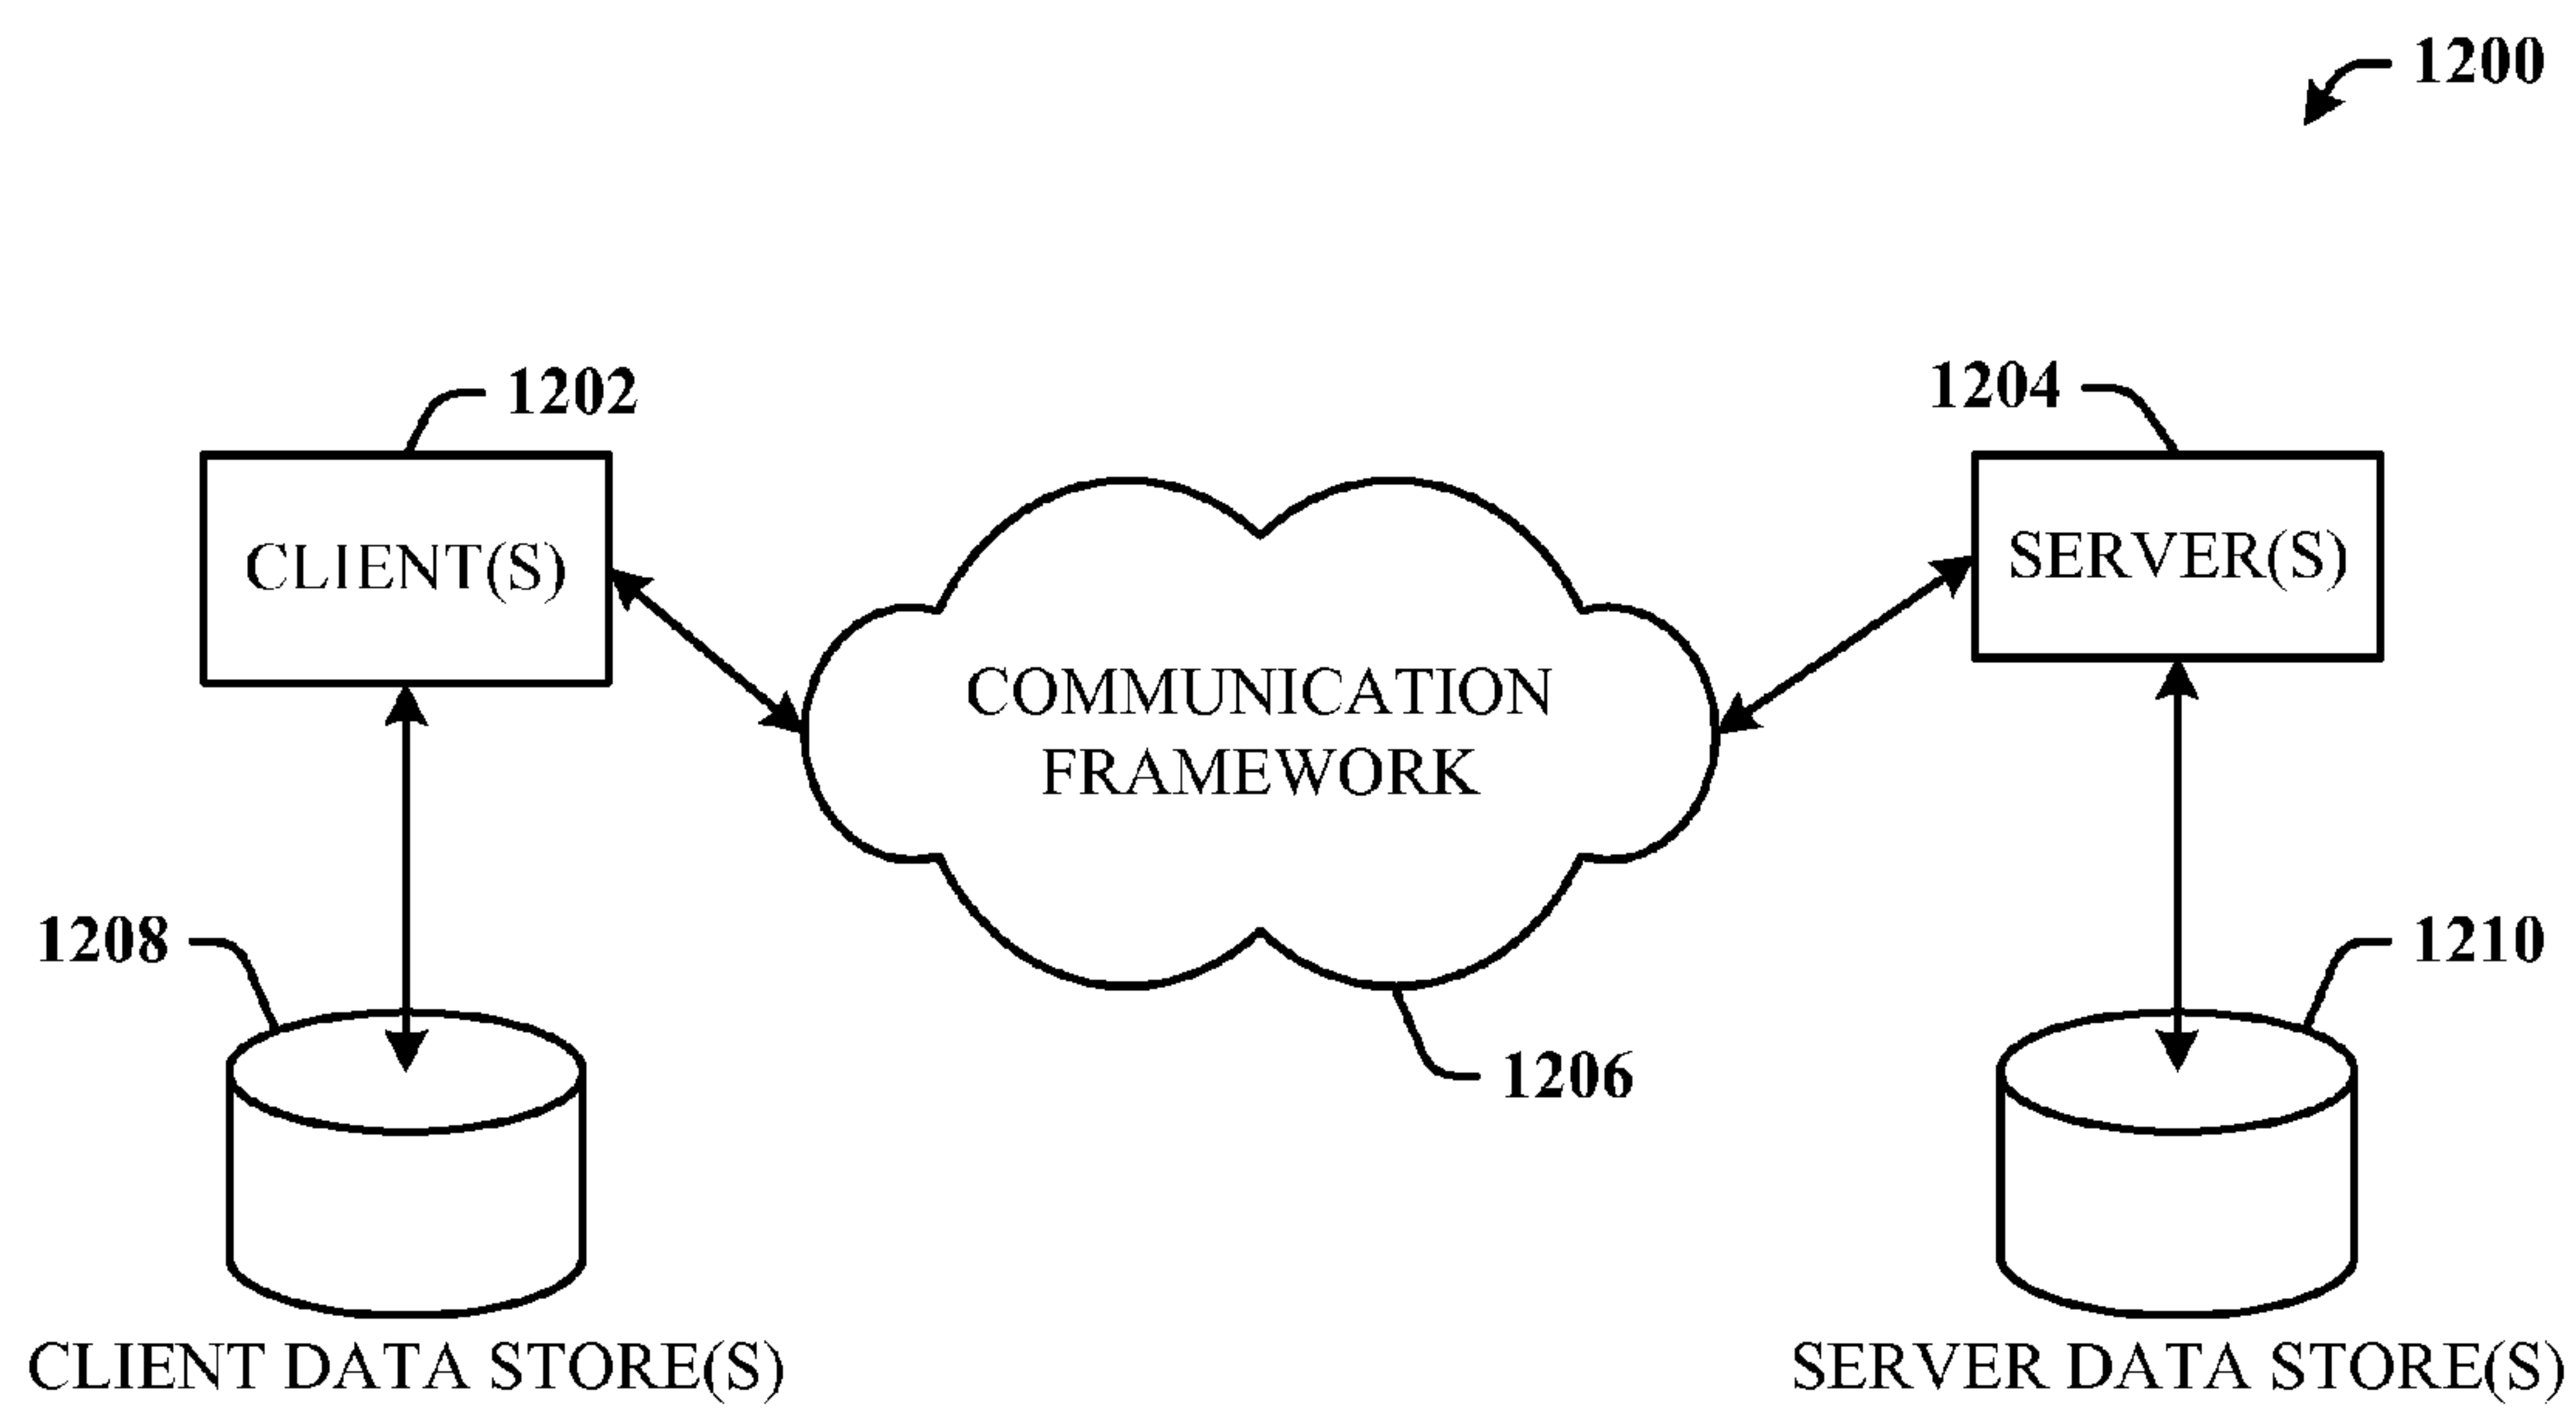 1200
1202
1204
CLIENT(S)
SERVER(S)
COMMUNICATION
FRAMEWORK
1208
1210
1206
CLIENT DATA STORE(S)
SERVER DATA STORE(S)